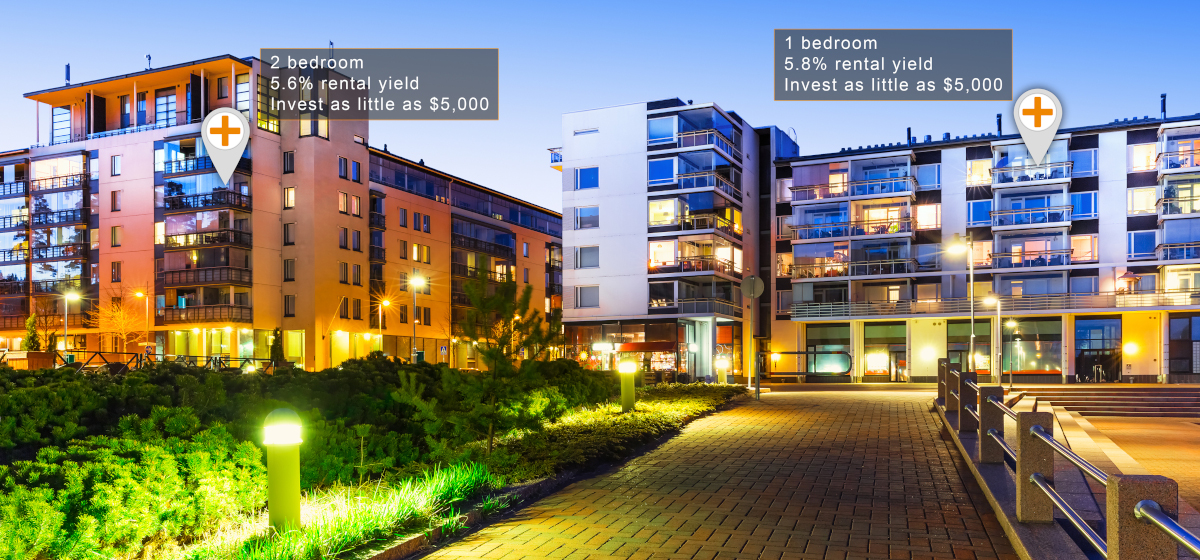 2 bedroom
5.6% rental yield
Invest as little as $5,000
1 bedroom
5.8% rental yield
Invest as little as $5,000